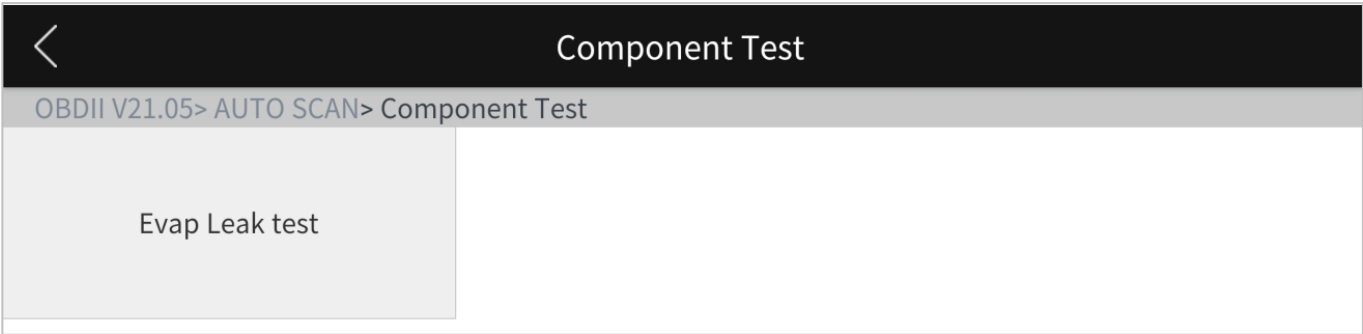 Component Test
OBDII V21.05> AUTO SCAN> Component Test
Evap Leak test